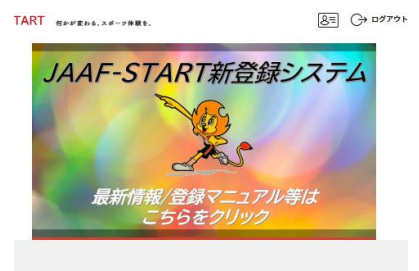 TART 何かが変わる、スポーツ体験を。
ログアウト
JAAF-START新登録システム
最新情報/登録マニュアル等は
こちらをクリック